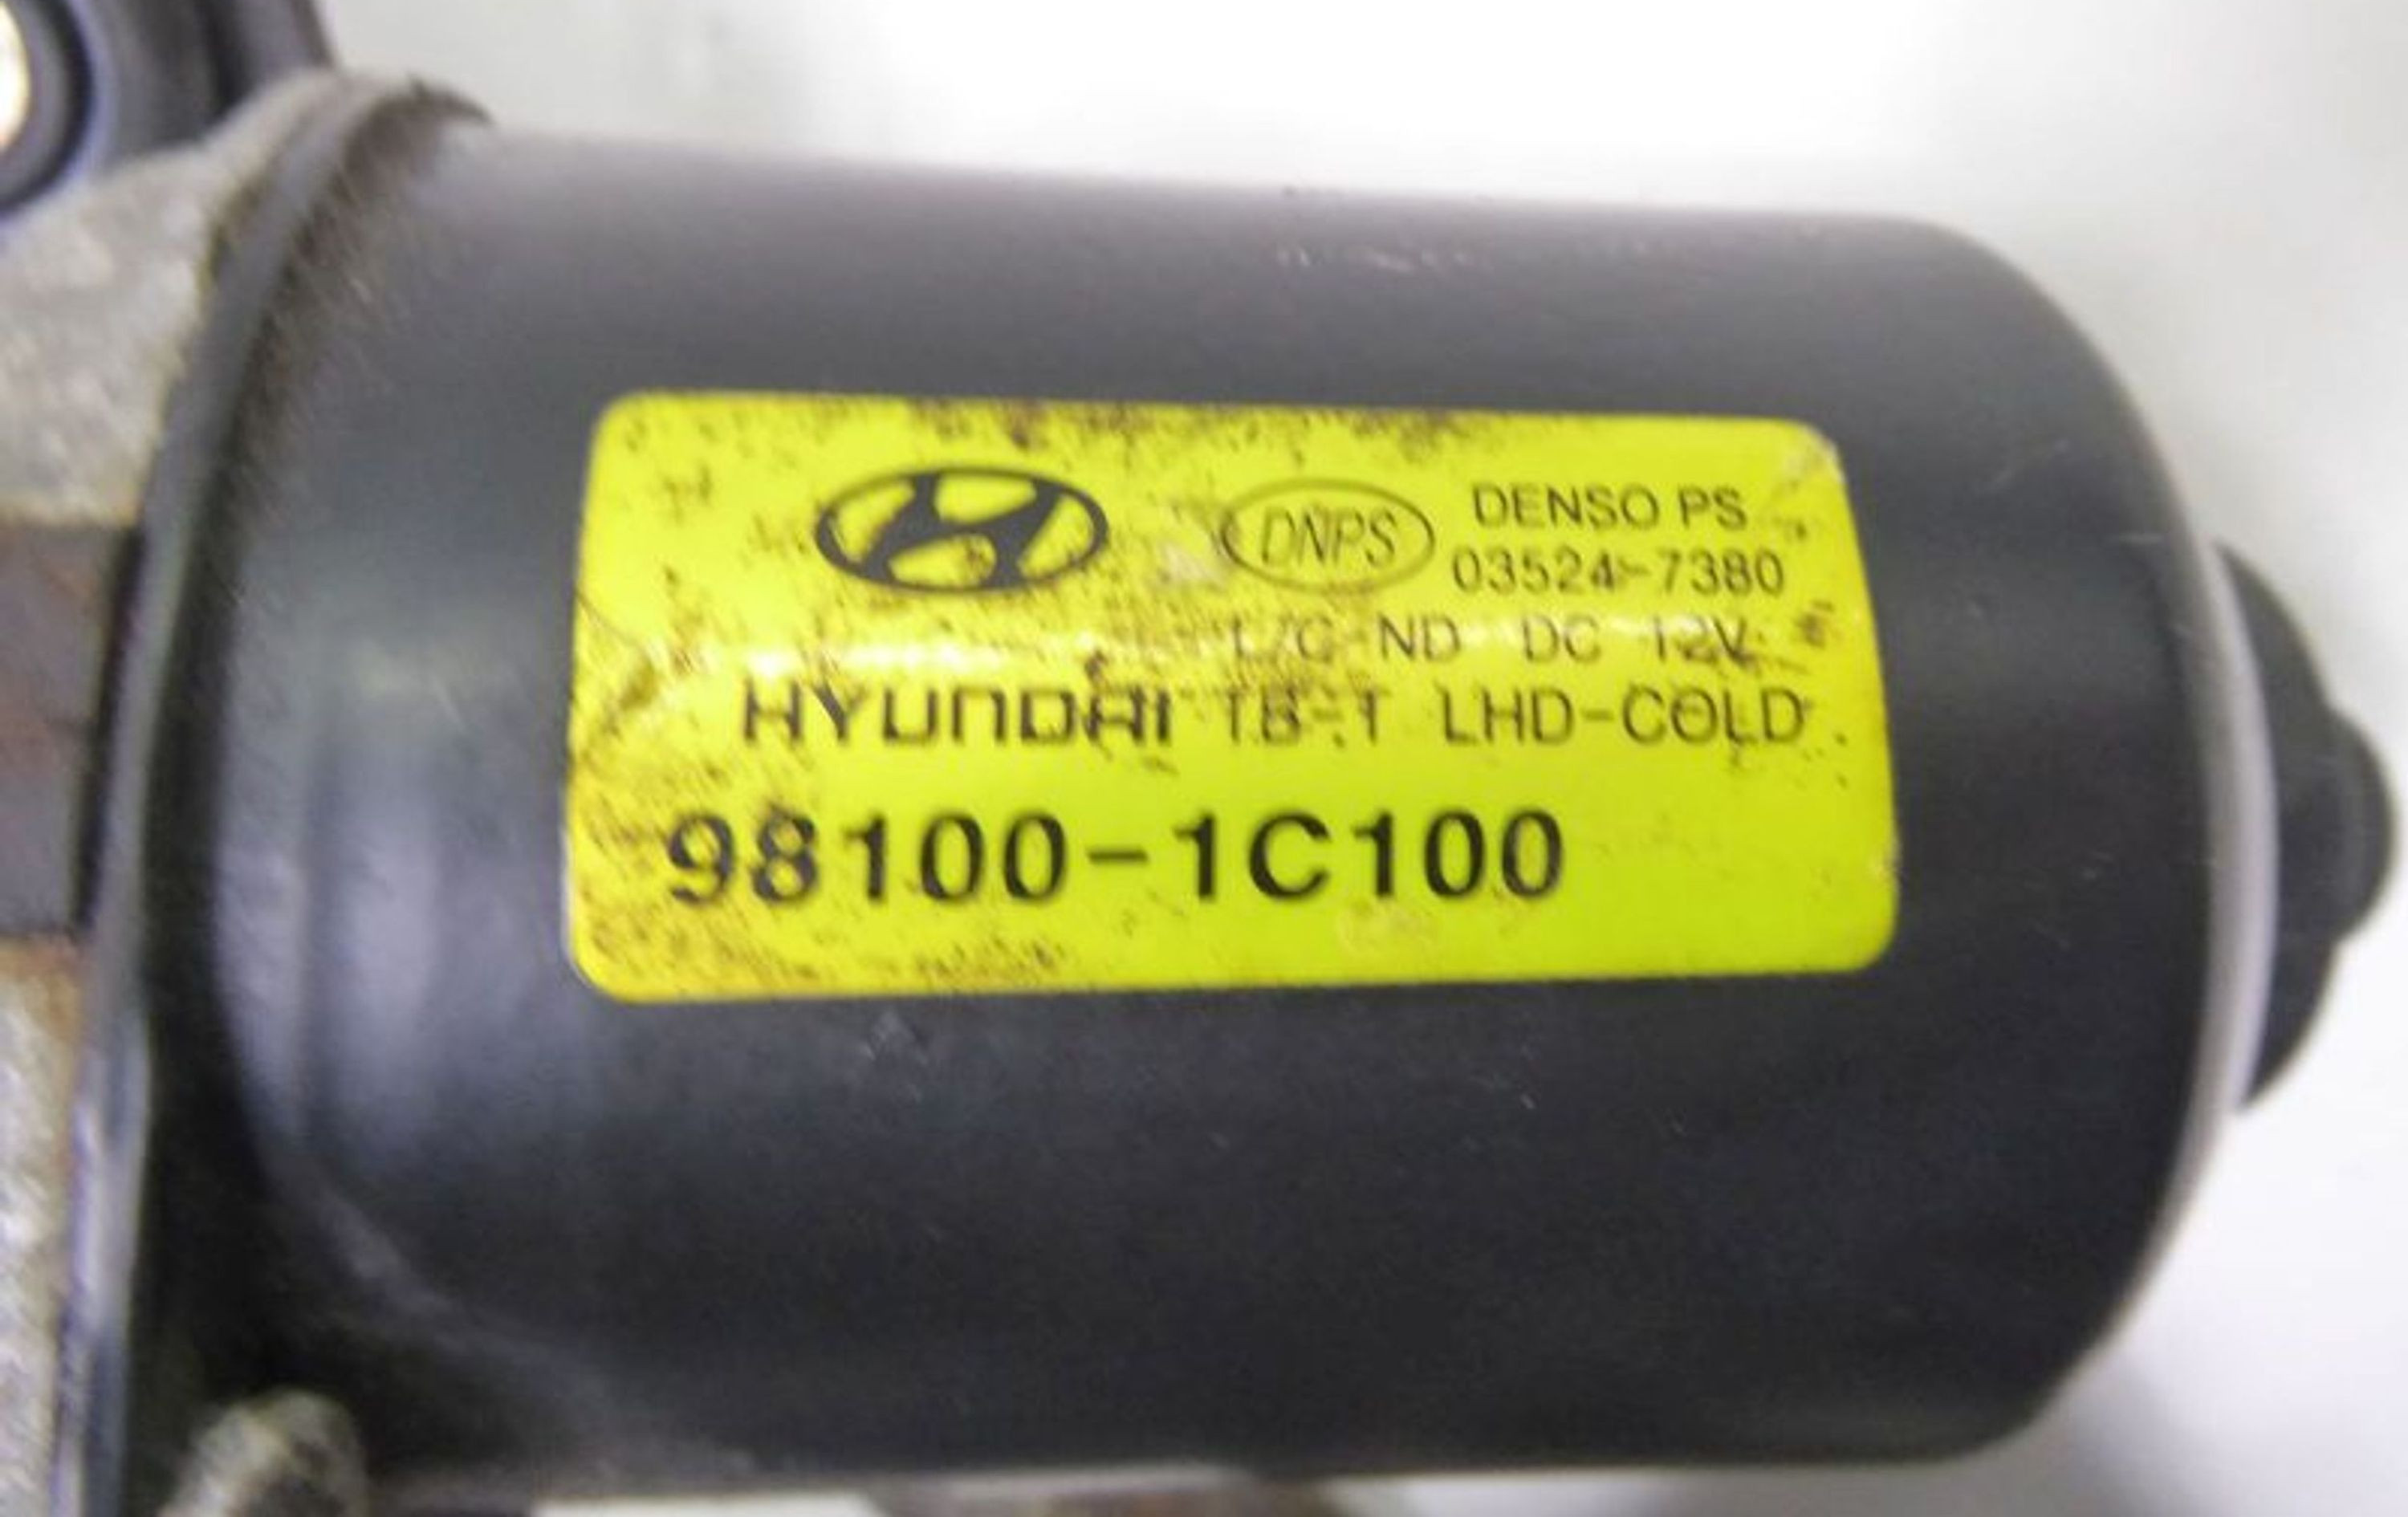 DNPS DENSO PS
03524-7380
L/C ND DC 12V
HYUNDAI TB-T LHD-COLD
98100-1C100